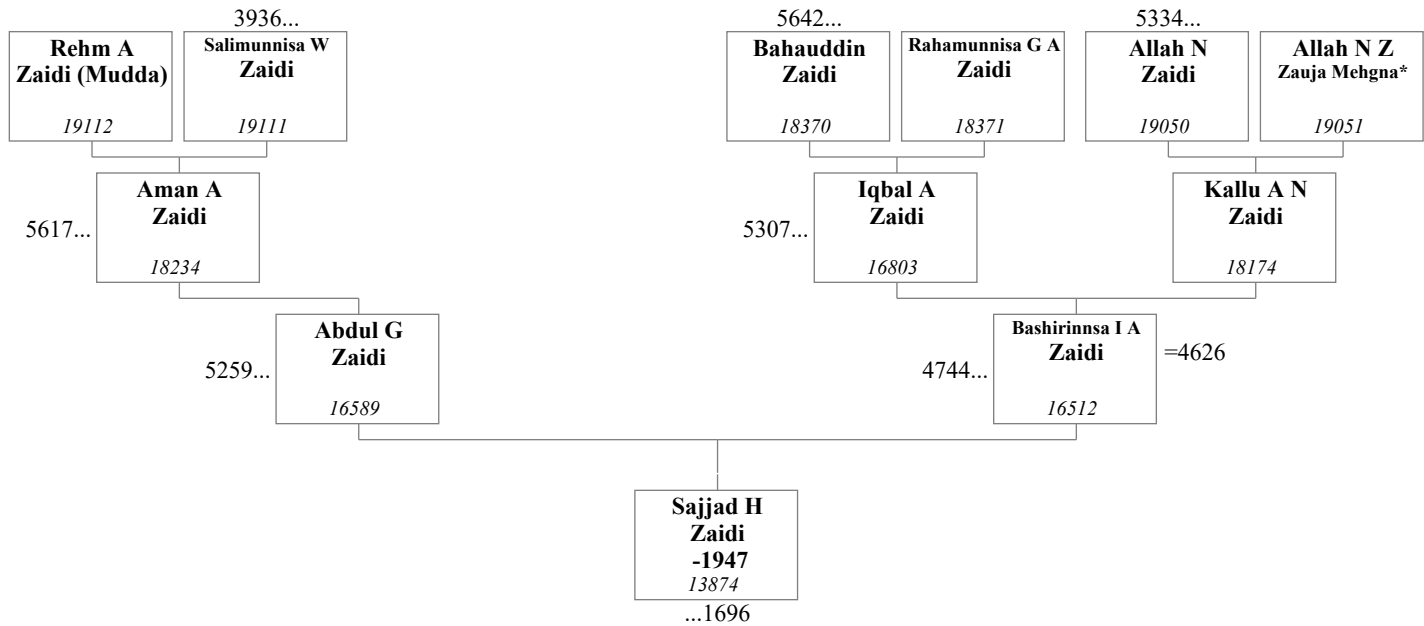 3936...
5642...
5334...
Rehm A
Zaidi (Mudda)
19112
Salimunnisa W
Zaidi
19111
Bahauddin
Zaidi
18370
Rahamunnisa G A
Zaidi
18371
Allah N
Zaidi
19050
Allah N Z
Zauja Mehgna*
19051
5617...
Aman A
Zaidi
18234
5307...
Iqbal A
Zaidi
16803
Kallu A N
Zaidi
18174
5259...
Abdul G
Zaidi
16589
4744...
Bashirinnsa I A
Zaidi
16512
=4626
Sajjad H
Zaidi
-1947
13874
...1696